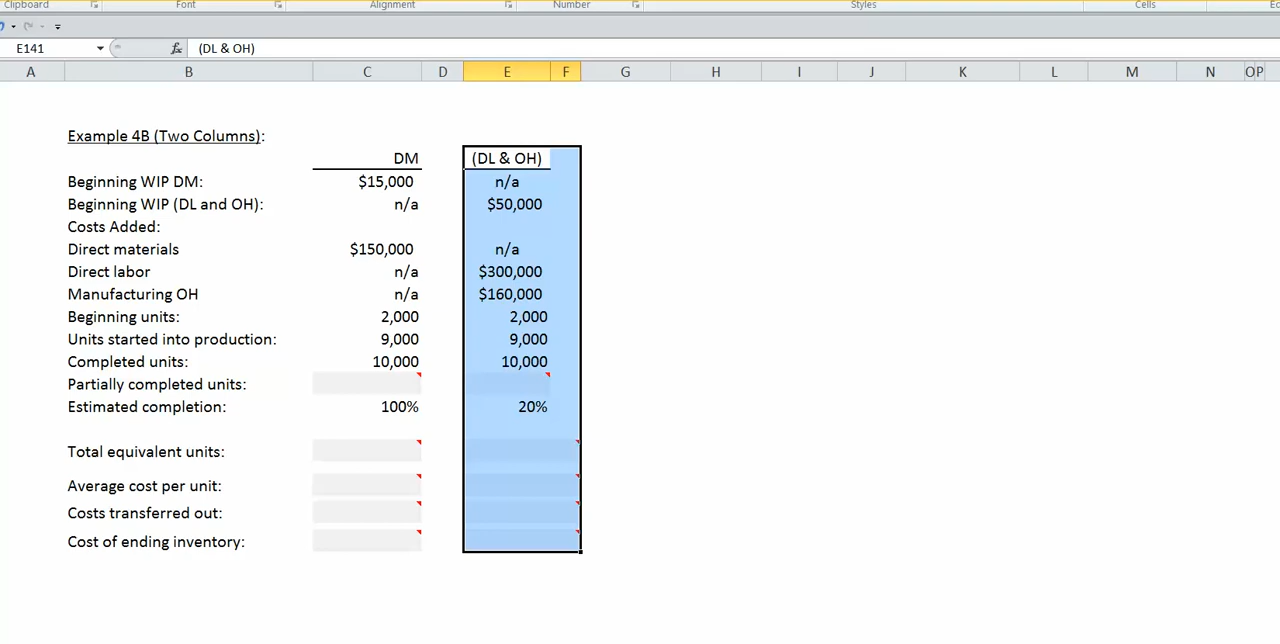 Clipboard Font Alignment Number Styles Cells
E141 fx (DL & OH)
A B C D E F G H I J K L M N O P
Example 4B (Two Columns):
DM (DL & OH)
Beginning WIP DM: $15,000 n/a
Beginning WIP (DL and OH): n/a $50,000
Costs Added:
Direct materials $150,000 n/a
Direct labor n/a $300,000
Manufacturing OH n/a $160,000
Beginning units: 2,000 2,000
Units started into production: 9,000 9,000
Completed units: 10,000 10,000
Partially completed units:
Estimated completion: 100% 20%
Total equivalent units:
Average cost per unit:
Costs transferred out:
Cost of ending inventory: